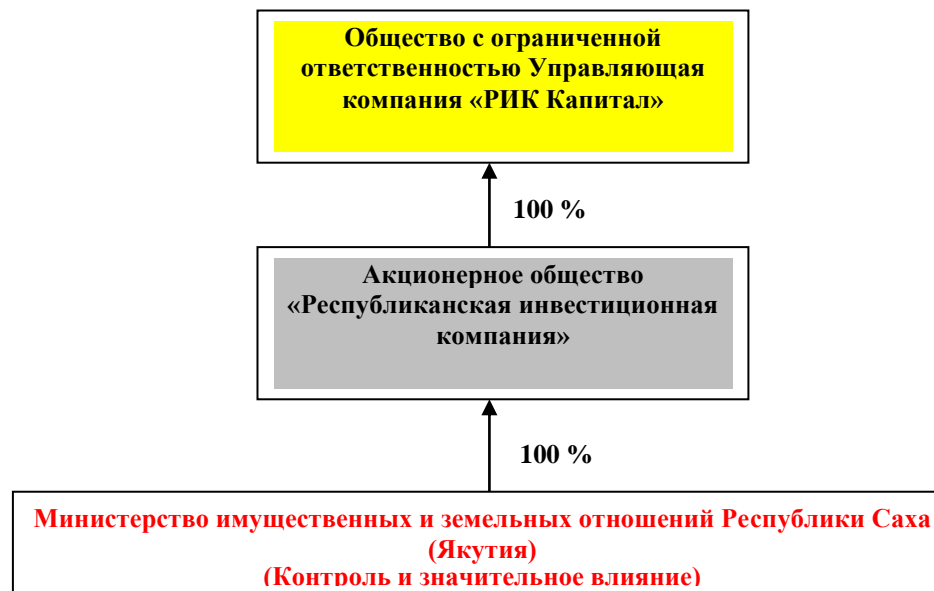 Общество с ограниченной
ответственностью Управляющая
компания «РИК Капитал»
100 %
Акционерное общество
«Республиканская инвестиционная
компания»
100 %
Министерство имущественных и земельных отношений Республики Саха
(Якутия)
(Контроль и значительное влияние)